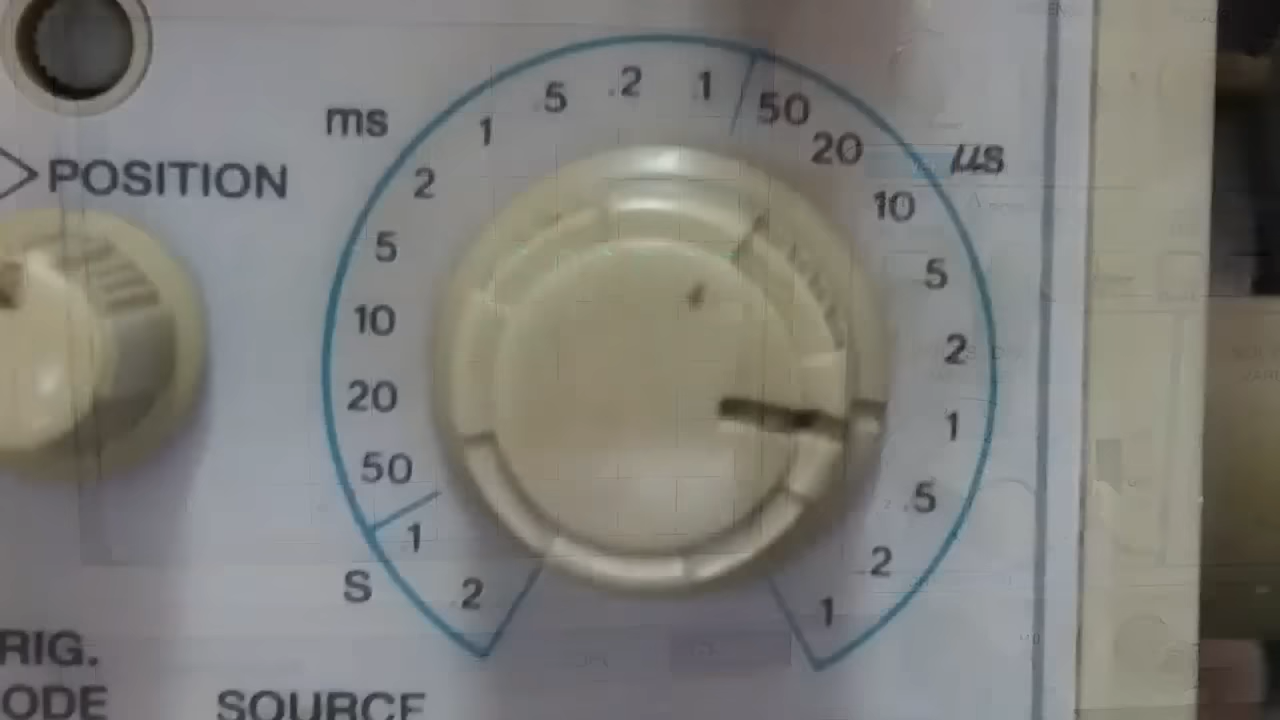 ms
POSITION
.5 .2 .1 50
1 20 μs
2 10
5 5
10 2
20 1
50 .5
.1 .2
S .2 .1
RIG.
ODE
SOURCE